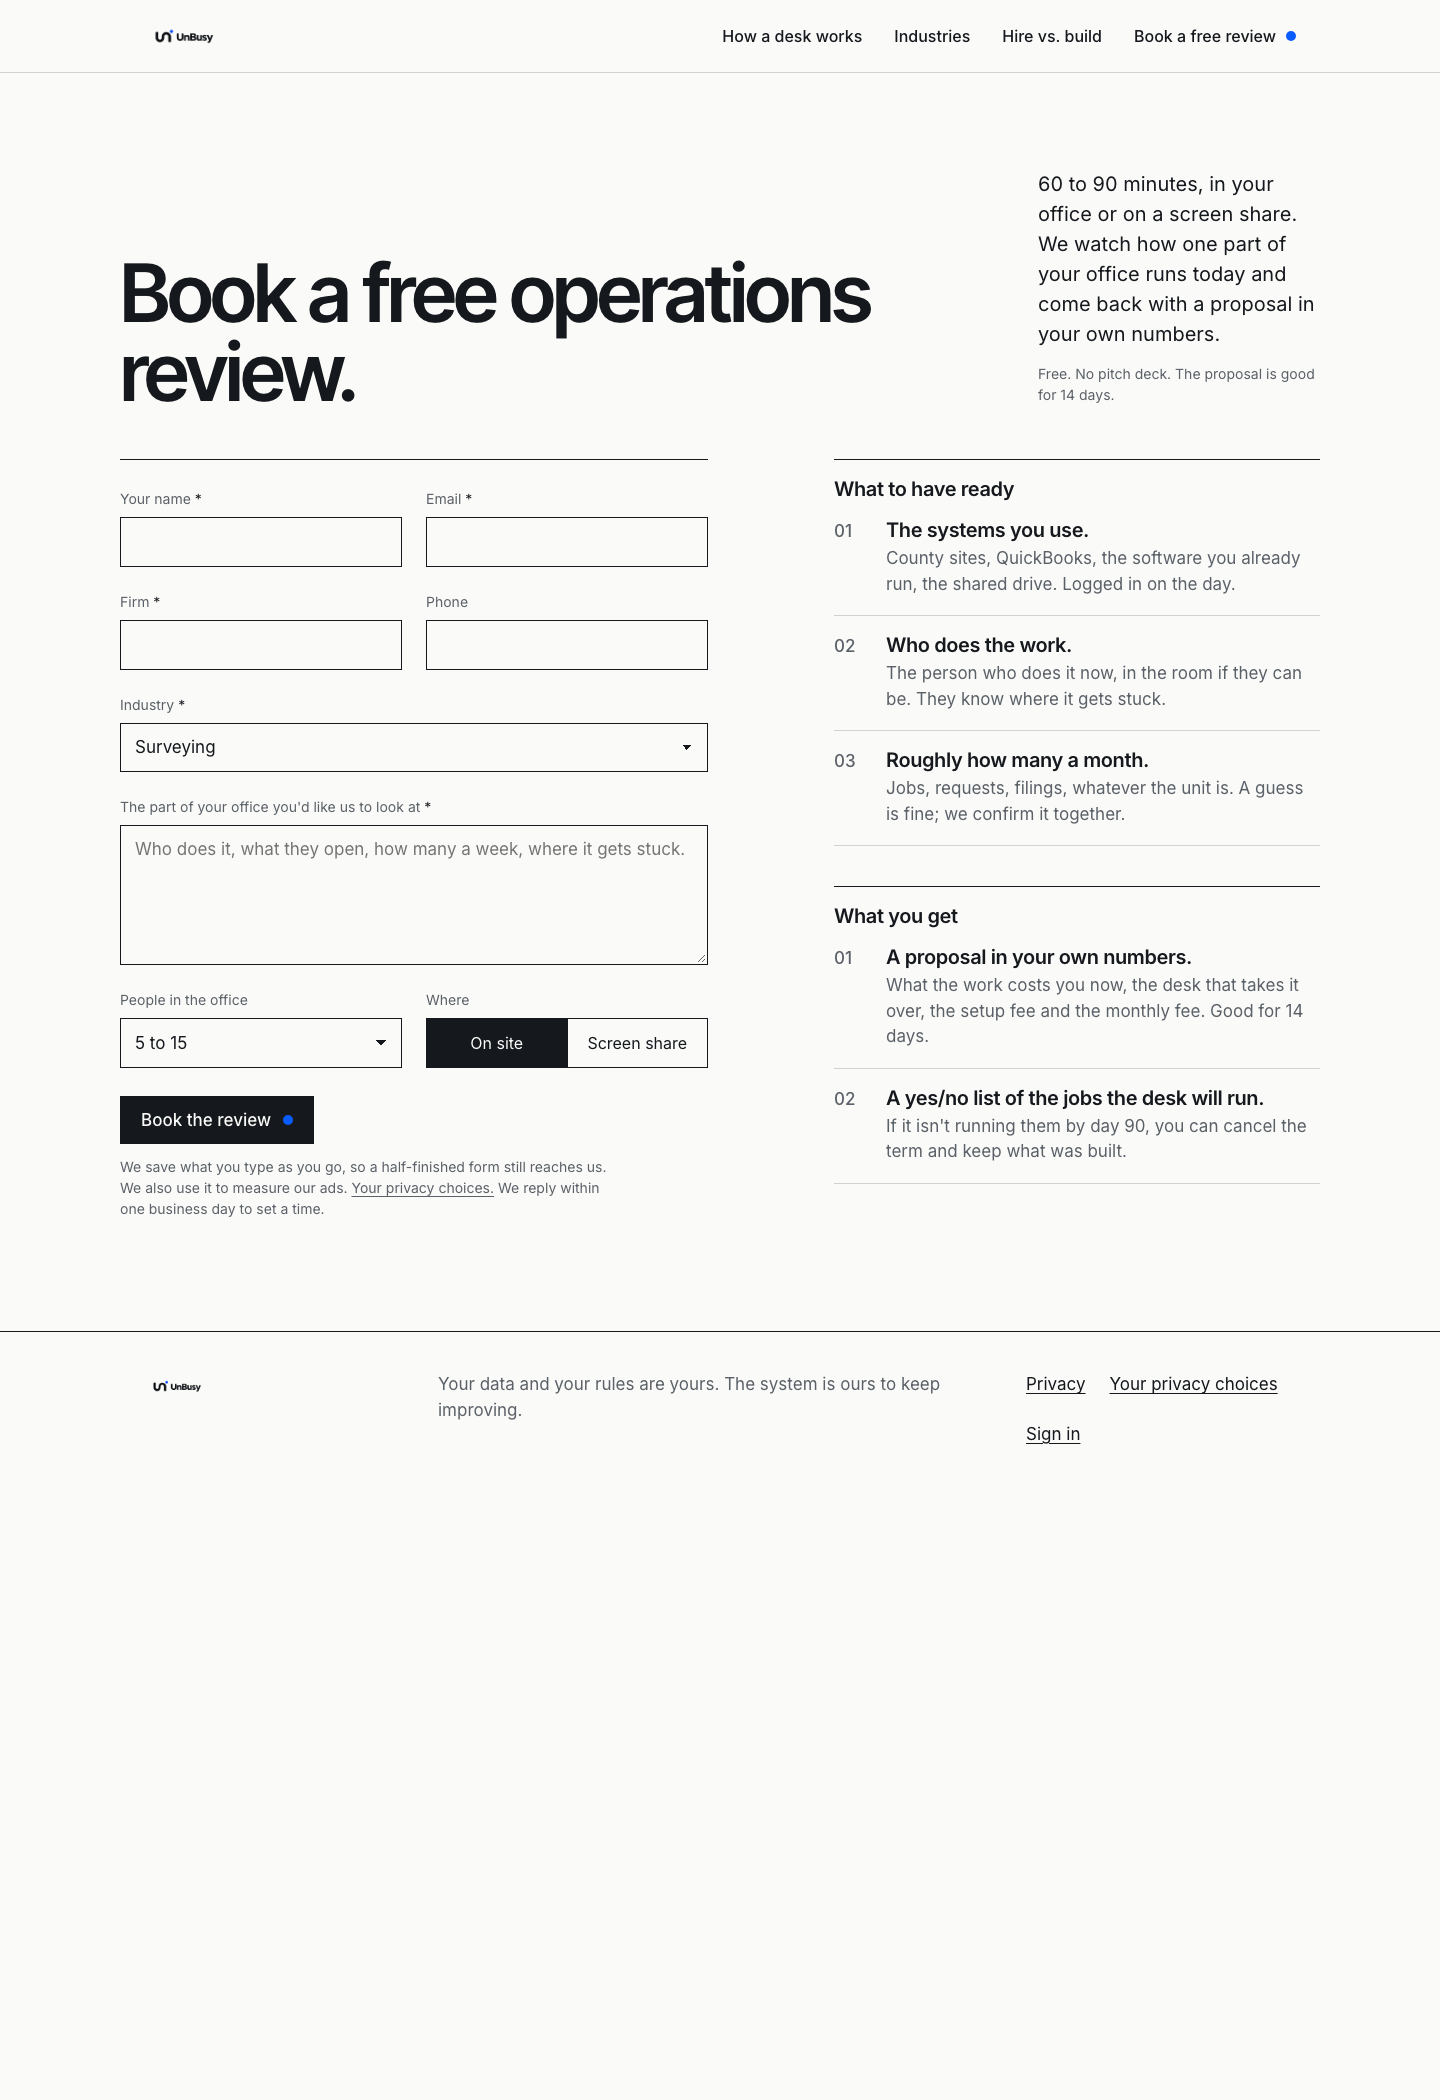 UnBusy
How a desk works
Industries
Hire vs. build
Book a free review
Book a free operations
review.
60 to 90 minutes, in your
office or on a screen share.
We watch how one part of
your office runs today and
come back with a proposal in
your own numbers.
Free. No pitch deck. The proposal is good
for 14 days.
Your name *
Email *
Firm *
Phone
Industry *
Surveying
The part of your office you'd like us to look at *
Who does it, what they open, how many a week, where it gets stuck.
People in the office
Where
5 to 15
On site
Screen share
Book the review
We save what you type as you go, so a half-finished form still reaches us.
We also use it to measure our ads. Your privacy choices. We reply within
one business day to set a time.
What to have ready
01 The systems you use.
County sites, QuickBooks, the software you already
run, the shared drive. Logged in on the day.
02 Who does the work.
The person who does it now, in the room if they can
be. They know where it gets stuck.
03 Roughly how many a month.
Jobs, requests, filings, whatever the unit is. A guess
is fine; we confirm it together.
What you get
01 A proposal in your own numbers.
What the work costs you now, the desk that takes it
over, the setup fee and the monthly fee. Good for 14
days.
02 A yes/no list of the jobs the desk will run.
If it isn't running them by day 90, you can cancel the
term and keep what was built.
UnBusy
Your data and your rules are yours. The system is ours to keep
improving.
Privacy
Your privacy choices
Sign in